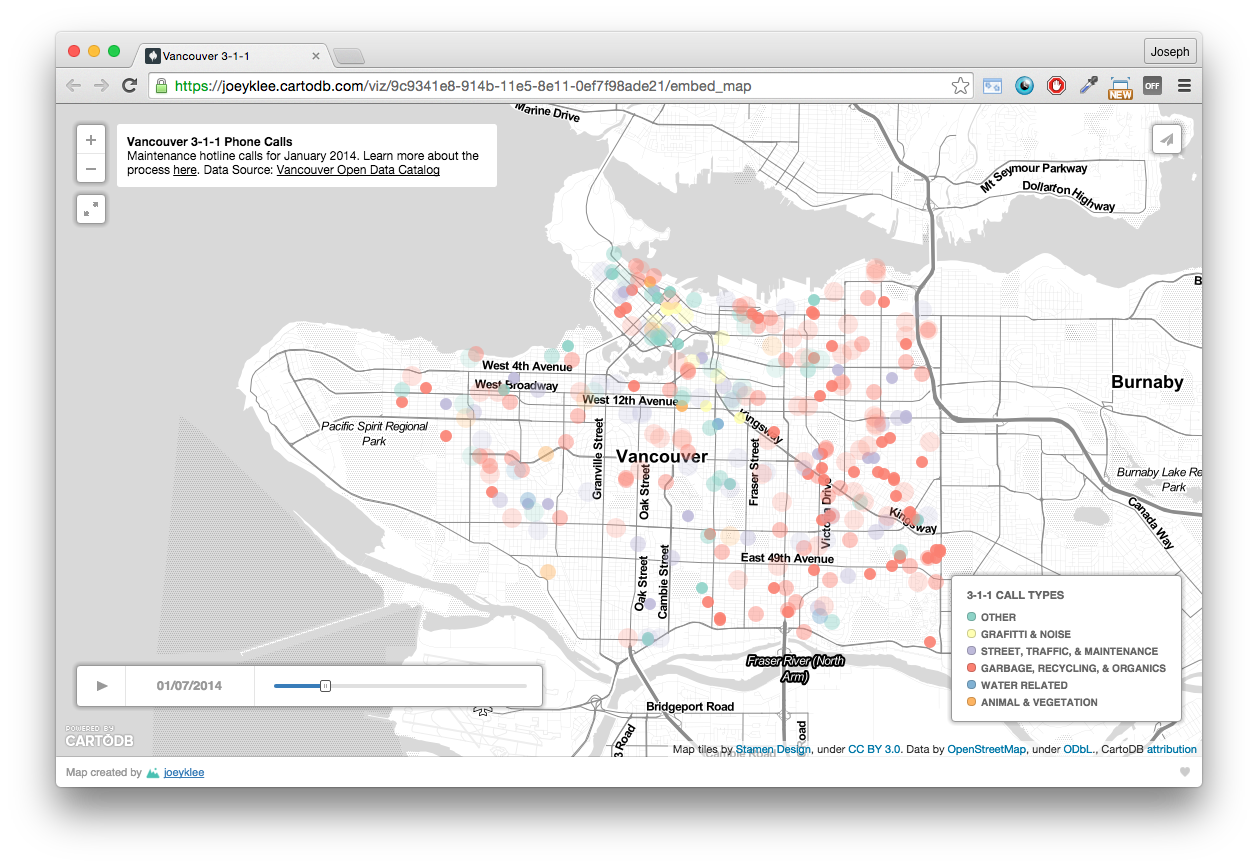 Vancouver 3-1-1
Joseph
https://joeyklee.cartodb.com/viz/9c9341e8-914b-11e5-8e11-0ef7f98ade21/embed_map
NEW
OFF
Vancouver 3-1-1 Phone Calls
Maintenance hotline calls for January 2014. Learn more about the
process here. Data Source: Vancouver Open Data Catalog
Marine Drive
Mt Seymour Parkway
Dollarton Highway
B
West 4th Avenue
West Broadway
West 12th Avenue
Burnaby
Kingsway
Pacific Spirit Regional
Park
Granville Street
Vancouver
Oak Street
Fraser Street
Victoria Drive
Burnaby Lake Re
Park
Canada Way
Kingsway
East 49th Avenue
Oak Street
Cambie Street
3-1-1 CALL TYPES
OTHER
GRAFITTI & NOISE
STREET, TRAFFIC, & MAINTENANCE
GARBAGE, RECYCLING, & ORGANICS
WATER RELATED
ANIMAL & VEGETATION
Fraser River (North
Arm)
01/07/2014
Bridgeport Road
3 Road
Road
POWERED BY
CARTODB
Map tiles by Stamen Design, under CC BY 3.0. Data by OpenStreetMap, under ODbL., CartoDB attribution
Cambie Road
Map created by joeyklee